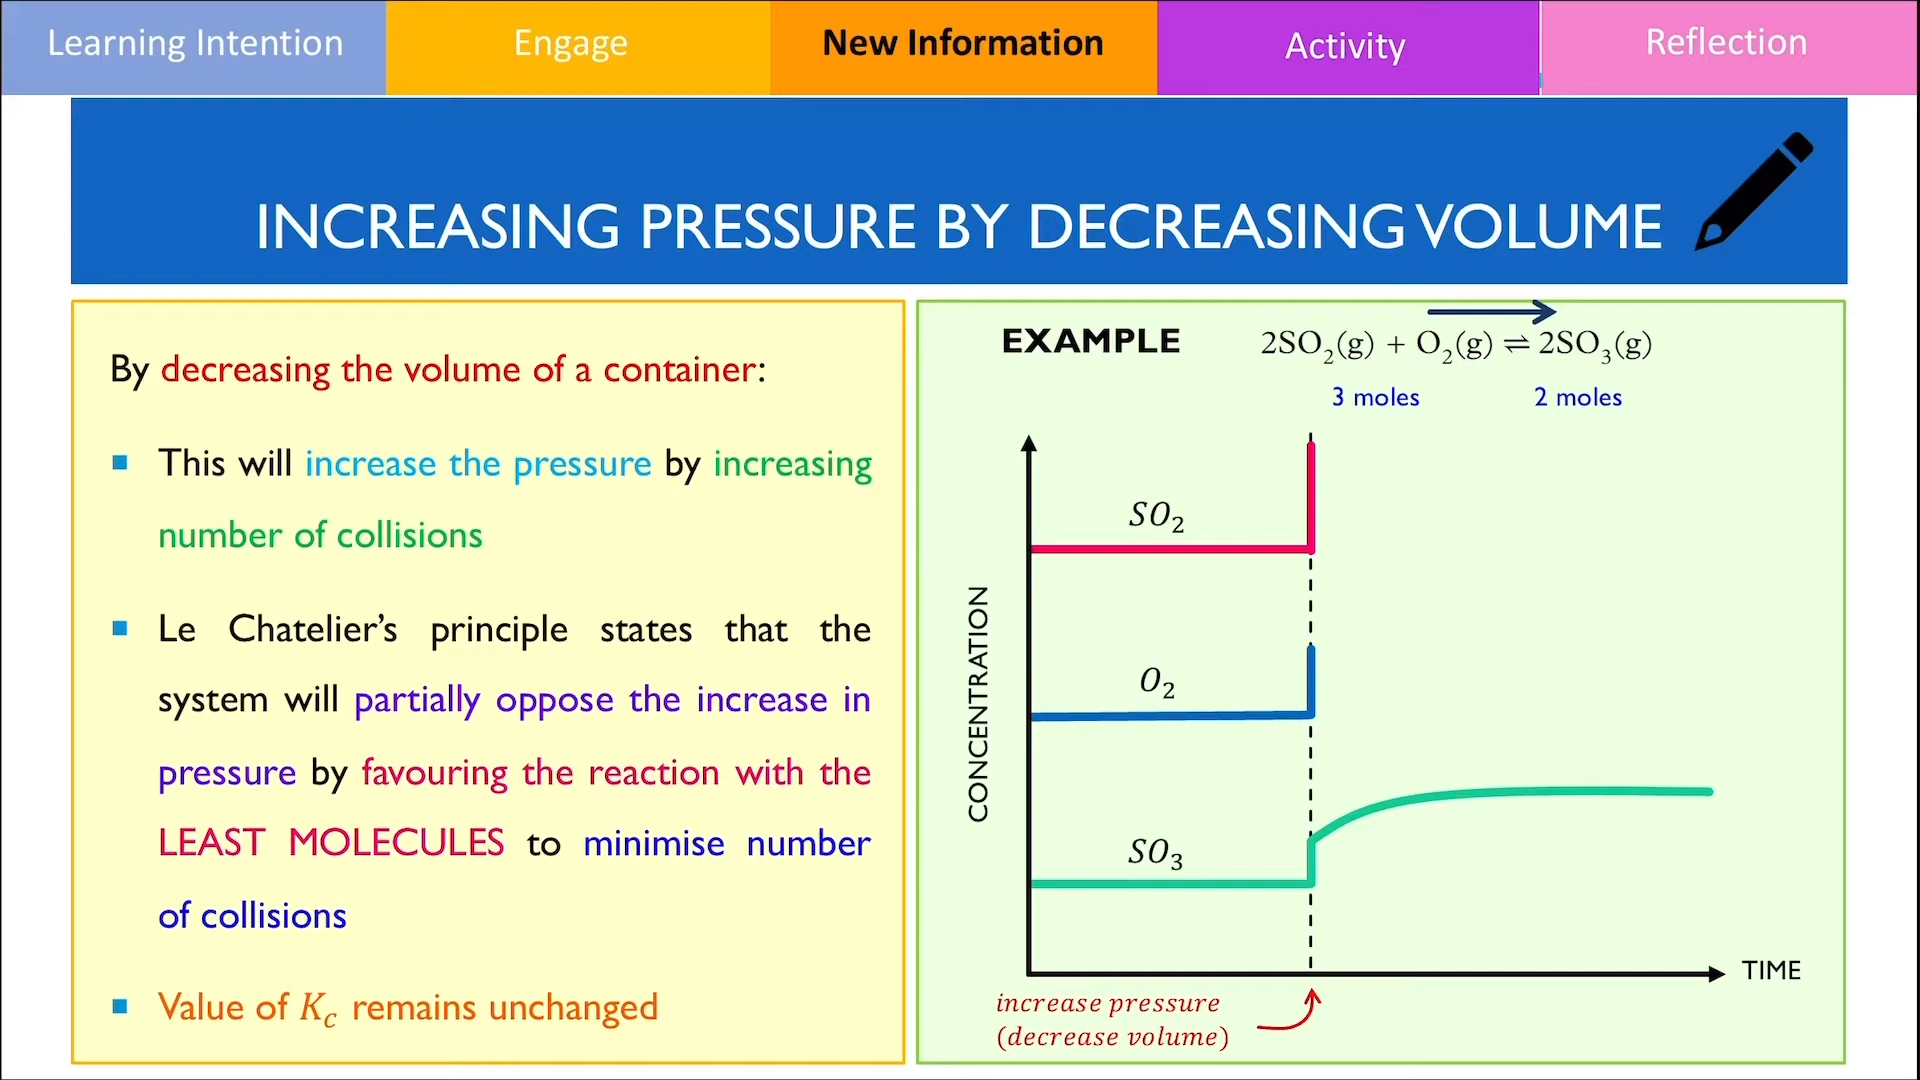 Learning Intention
Engage
New Information
Activity
Reflection
INCREASING PRESSURE BY DECREASING VOLUME
By decreasing the volume of a container:
This will increase the pressure by increasing
number of collisions
Le Chatelier’s principle states that the
system will partially oppose the increase in
pressure by favouring the reaction with the
LEAST MOLECULES to minimise number
of collisions
Value of K𝑐 remains unchanged
EXAMPLE
2SO₂(g) + O₂(g) ⇌ 2SO₃(g)
3 moles
2 moles
SO₂
O₂
SO₃
CONCENTRATION
TIME
increase pressure
(decrease volume)